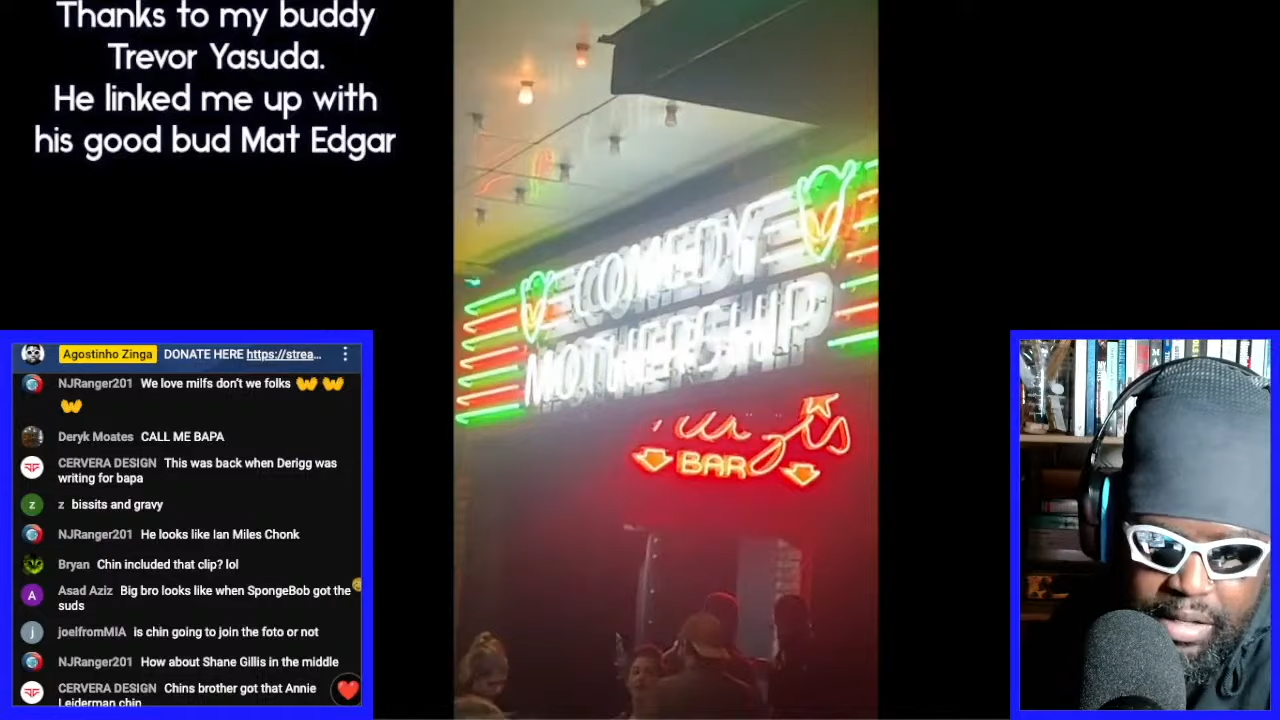 Thanks to my buddy
Trevor Yasuda.
He linked me up with
his good bud Mat Edgar
COMEDY
MOTHERSHIP
BAR
Agostinho Zinga DONATE HERE https://strea...
NJRanger201 We love milfs don't we folks
Deryk Moates CALL ME BAPA
CERVERA DESIGN This was back when Derigg was
writing for bapa
z z bissits and gravy
NJRanger201 He looks like Ian Miles Chonk
Bryan Chin included that clip? lol
A Asad Aziz Big bro looks like when SpongeBob got the
suds
j joelfromMIA is chin going to join the foto or not
NJRanger201 How about Shane Gillis in the middle
CERVERA DESIGN Chins brother got that Annie
Leiderman chin